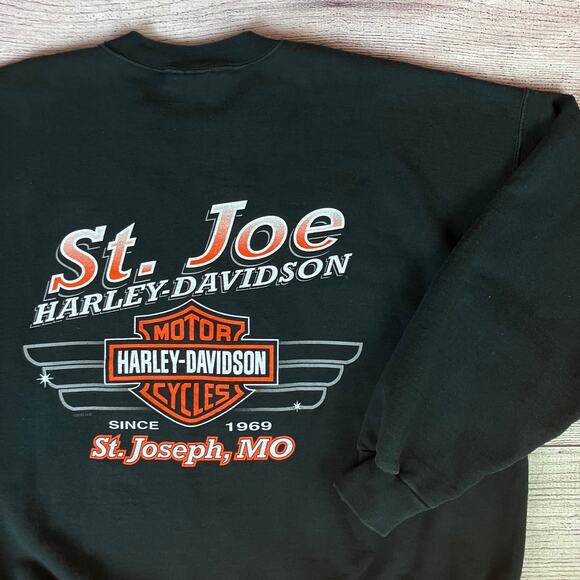 St. Joe
HARLEY-DAVIDSON
MOTOR
HARLEY-DAVIDSON
CYCLES
SINCE 1969
St. Joseph, MO